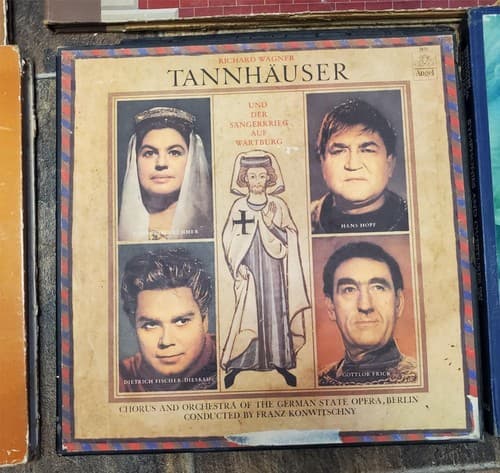 RICHARD WAGNER
TANNHÄUSER
Angel
UND
DER
SÄNGERKRIEG
AUF
WARTBURG
HANS HOPF
DIETRICH FISCHER-DIESKAU
GOTTLOB FRICK
CHORUS AND ORCHESTRA OF THE GERMAN STATE OPERA, BERLIN
CONDUCTED BY FRANZ KONWITSCHNY